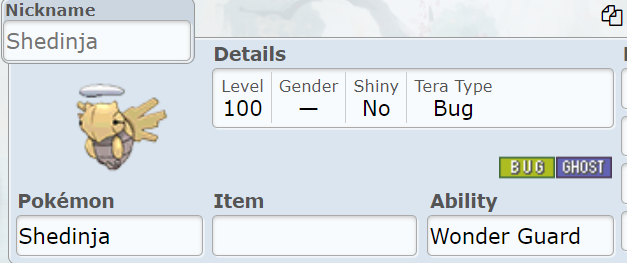 Nickname
Shedinja
Details
Level Gender Shiny Tera Type
100 — No Bug
BUG GHOST
Pokémon Item Ability
Shedinja Wonder Guard